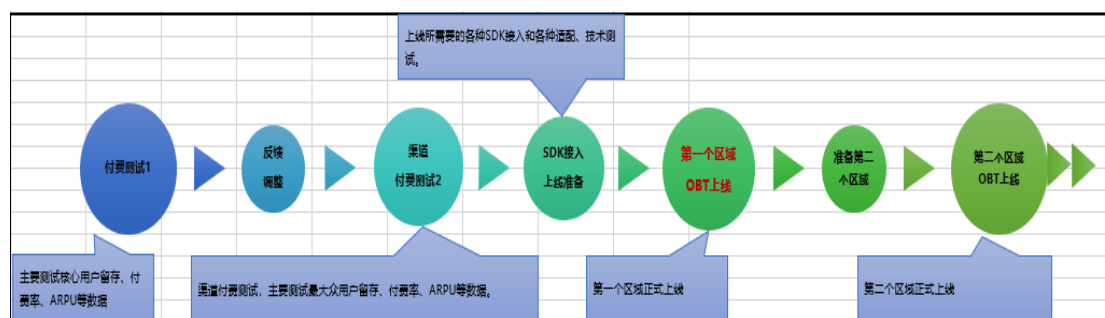 上线所需要的各种SDK接入和各种适配、技术测
试。
付费测试1
反馈
调整
渠道
付费测试2
SDK接入
上线准备
第一个区域
OBT上线
准备第二
个区域
第二个区域
OBT上线
主要测试核心用户留存、付
费率、ARPU等数据
渠道付费测试，主要测试最大众用户留存、付费率、ARPU等数据。
第一个区域正式上线
第二个区域正式上线